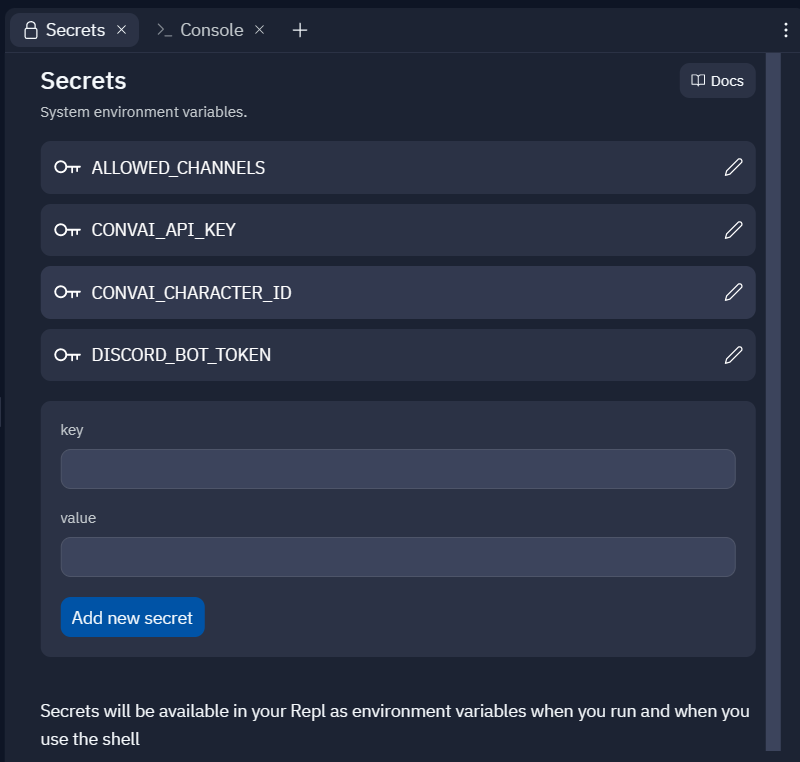 Secrets
Console
Secrets
Docs
System environment variables.
ALLOWED_CHANNELS
CONVAI_API_KEY
CONVAI_CHARACTER_ID
DISCORD_BOT_TOKEN
key
value
Add new secret
Secrets will be available in your Repl as environment variables when you run and when you
use the shell